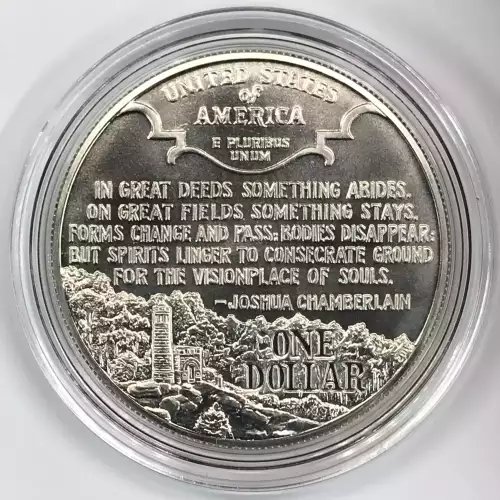 UNITED STATES
of
AMERICA
E PLURIBUS
UNUM
IN GREAT DEEDS SOMETHING ABIDES.
ON GREAT FIELDS SOMETHING STAYS.
FORMS CHANGE AND PASS; BODIES DISAPPEAR;
BUT SPIRITS LINGER TO CONSECRATE GROUND
FOR THE VISIONPLACE OF SOULS.
—JOSHUA CHAMBERLAIN
ONE
DOLLAR